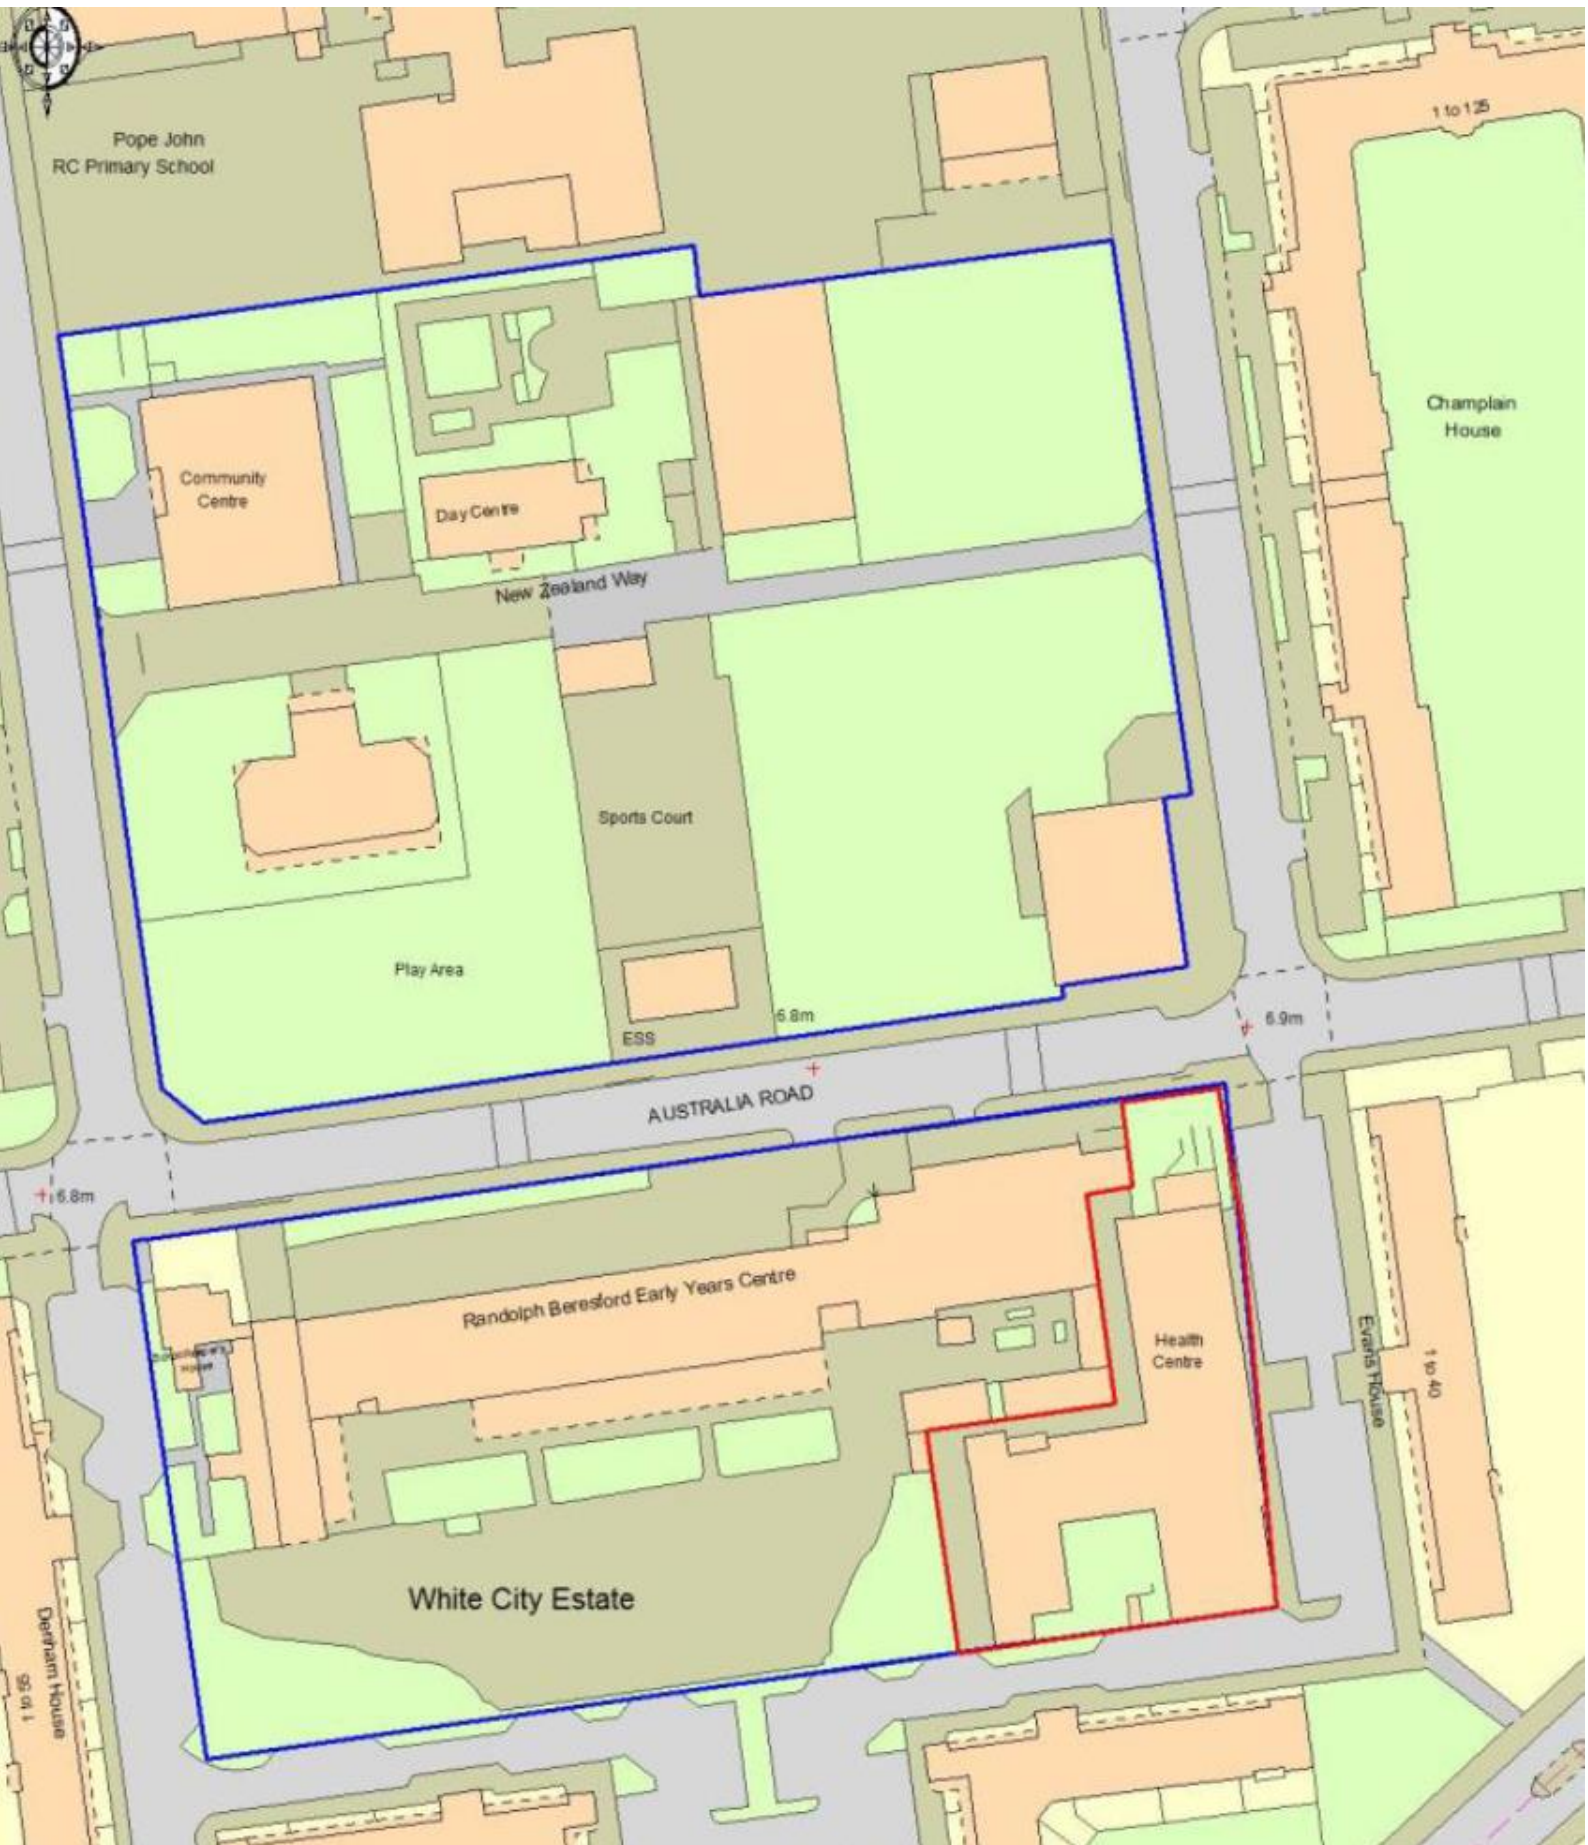 Pope John
RC Primary School
1 to 125
Champlain
House
Community
Centre
Day Centre
New Zealand Way
Sports Court
Play Area
ESS
6.8m
6.9m
AUSTRALIA ROAD
6.8m
Randolph Beresford Early Years Centre
Health
Centre
House
Evans House
1 to 40
White City Estate
Denham House
1 to 99